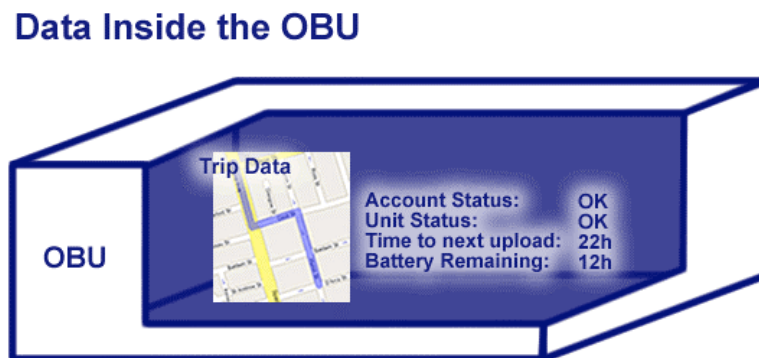 Data Inside the OBU
Trip Data
Account Status: OK
Unit Status: OK
Time to next upload: 22h
Battery Remaining: 12h
OBU